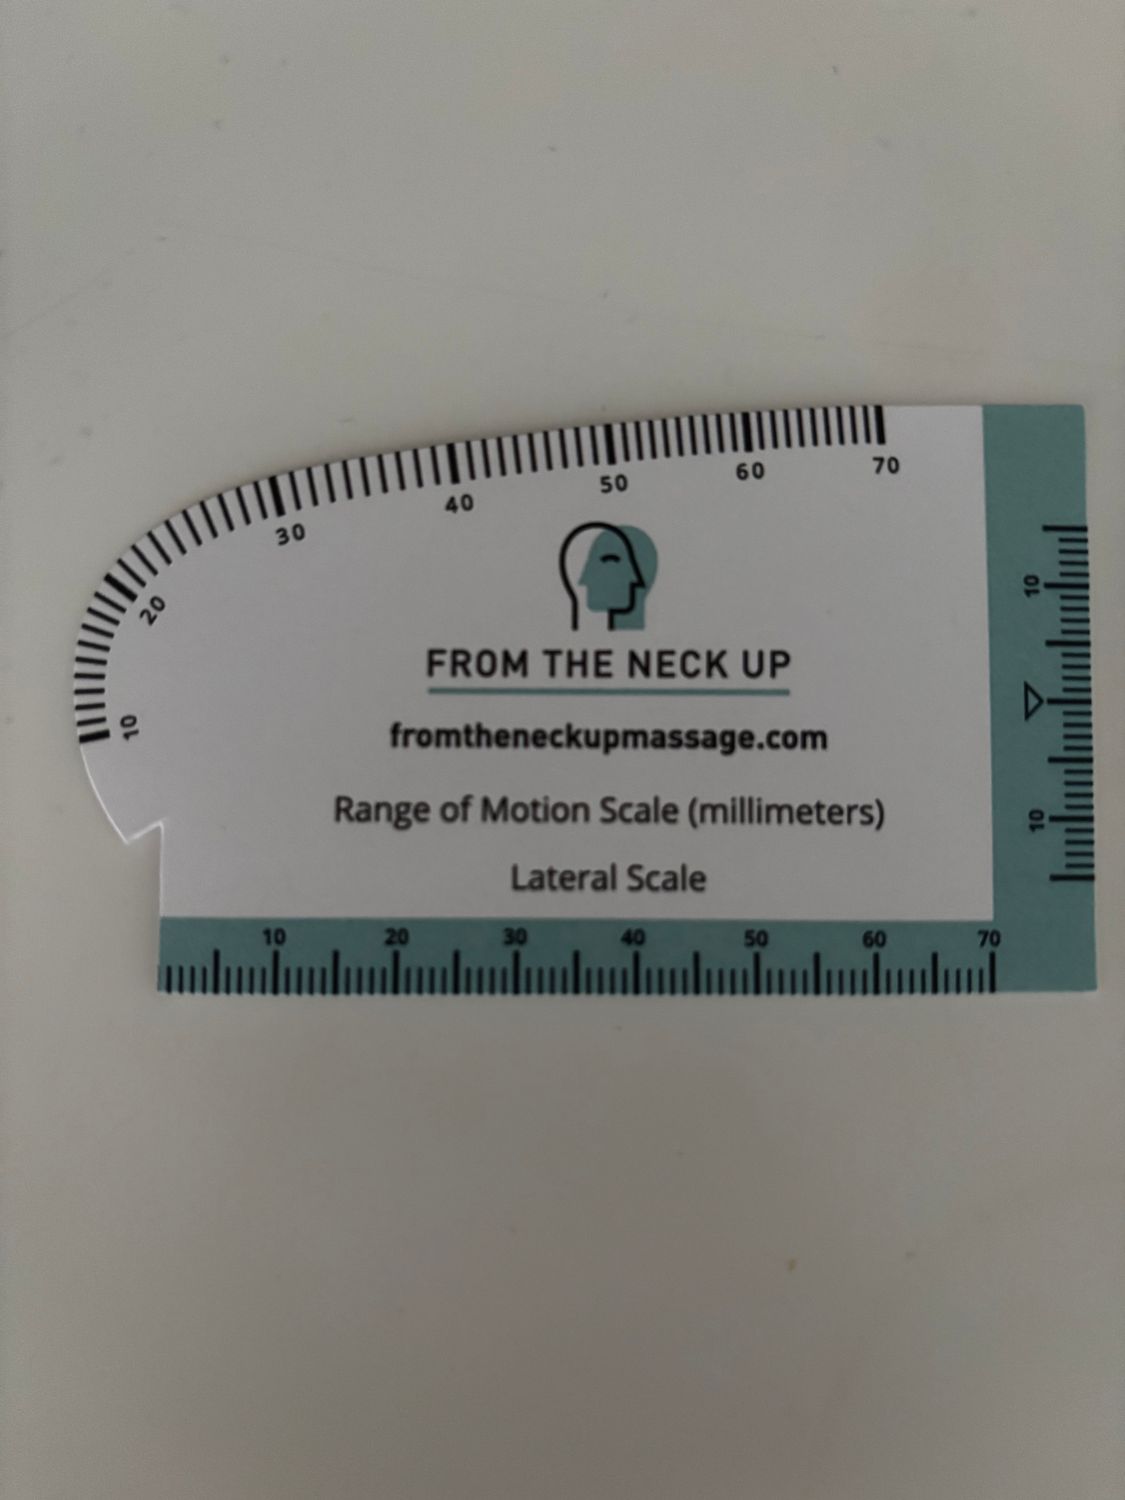 10 20 30 40 50 60 70
FROM THE NECK UP
fromtheneckupmassage.com
Range of Motion Scale (millimeters)
Lateral Scale
10 20 30 40 50 60 70
10
10